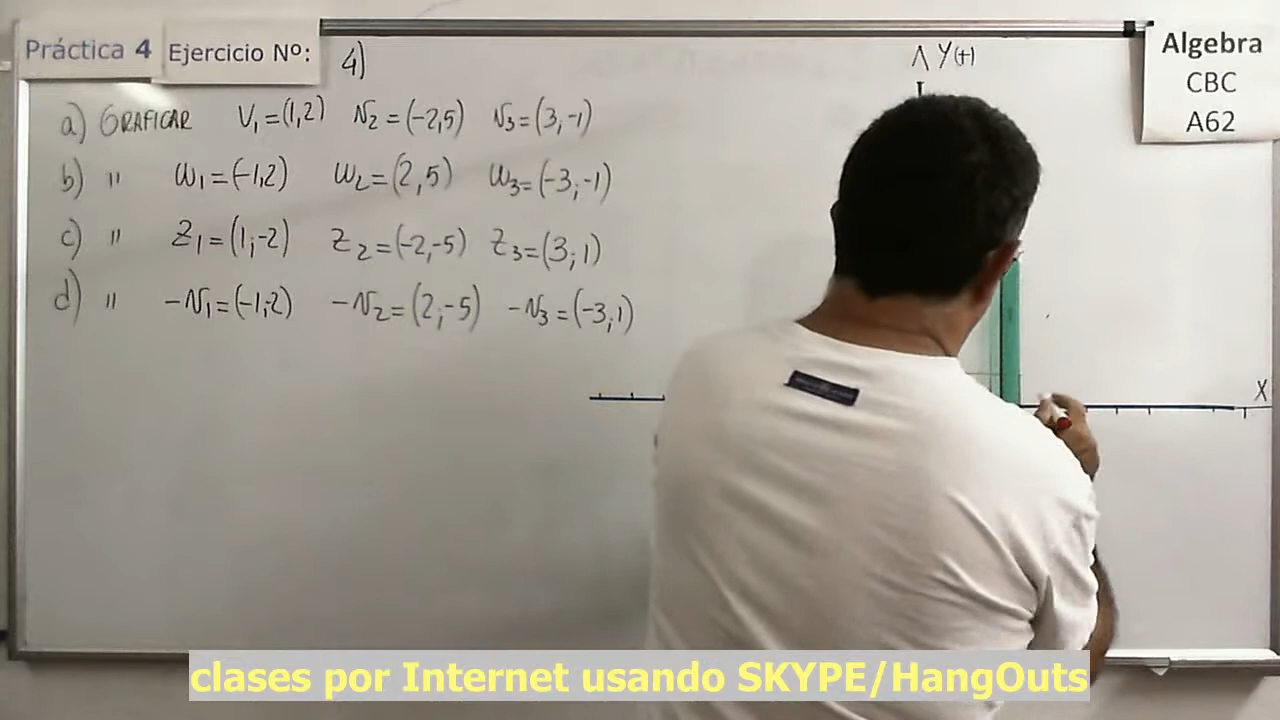 Práctica 4 Ejercicio Nº: 4)
Algebra
CBC
A62
Y(+)
a) GRAFICAR V₁=(1,2) V₂=(-2,5) V₃=(3,-1)
b) " W₁=(-1,2) W₂=(2,5) W₃=(-3,-1)
c) " Z₁=(1,-2) Z₂=(-2,-5) Z₃=(3,1)
d) " -V₁=(-1,-2) -V₂=(2,-5) -V₃=(-3,1)
X
clases por Internet usando SKYPE/HangOuts